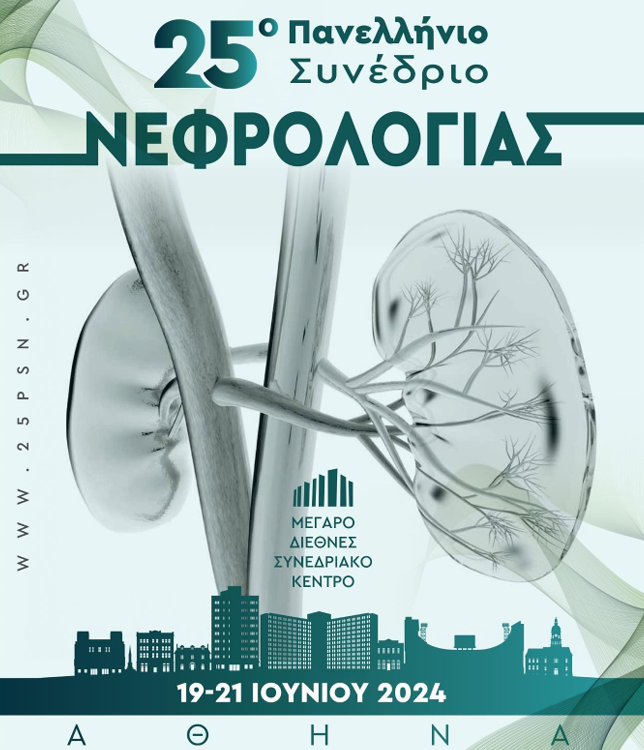 25ο Πανελλήνιο
Συνέδριο
ΝΕΦΡΟΛΟΓΙΑΣ
WWW.25PSN.GR
ΜΕΓΑΡΟ
ΔΙΕΘΝΕΣ
ΣΥΝΕΔΡΙΑΚΟ
ΚΕΝΤΡΟ
19-21 ΙΟΥΝΙΟΥ 2024
ΑΘΗΝΑ